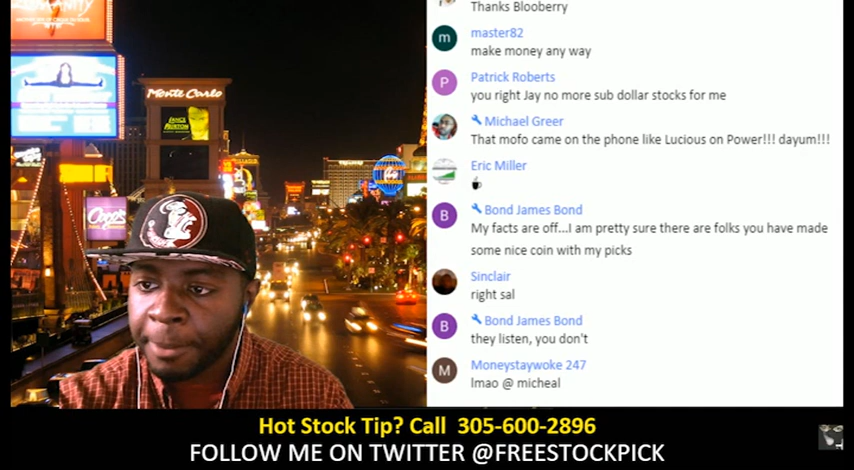 Monte Carlo
Thanks Blooberry
m
master82
make money any way
P
Patrick Roberts
you right Jay no more sub dollar stocks for me
Michael Greer
That mofo came on the phone like Lucious on Power!!! dayum!!!
Eric Miller
B
Bond James Bond
My facts are off...I am pretty sure there are folks you have made
some nice coin with my picks
Sinclair
right sal
B
Bond James Bond
they listen, you don't
M
Moneystaywoke 247
lmao @ micheal
Hot Stock Tip? Call 305-600-2896
FOLLOW ME ON TWITTER @FREESTOCKPICK